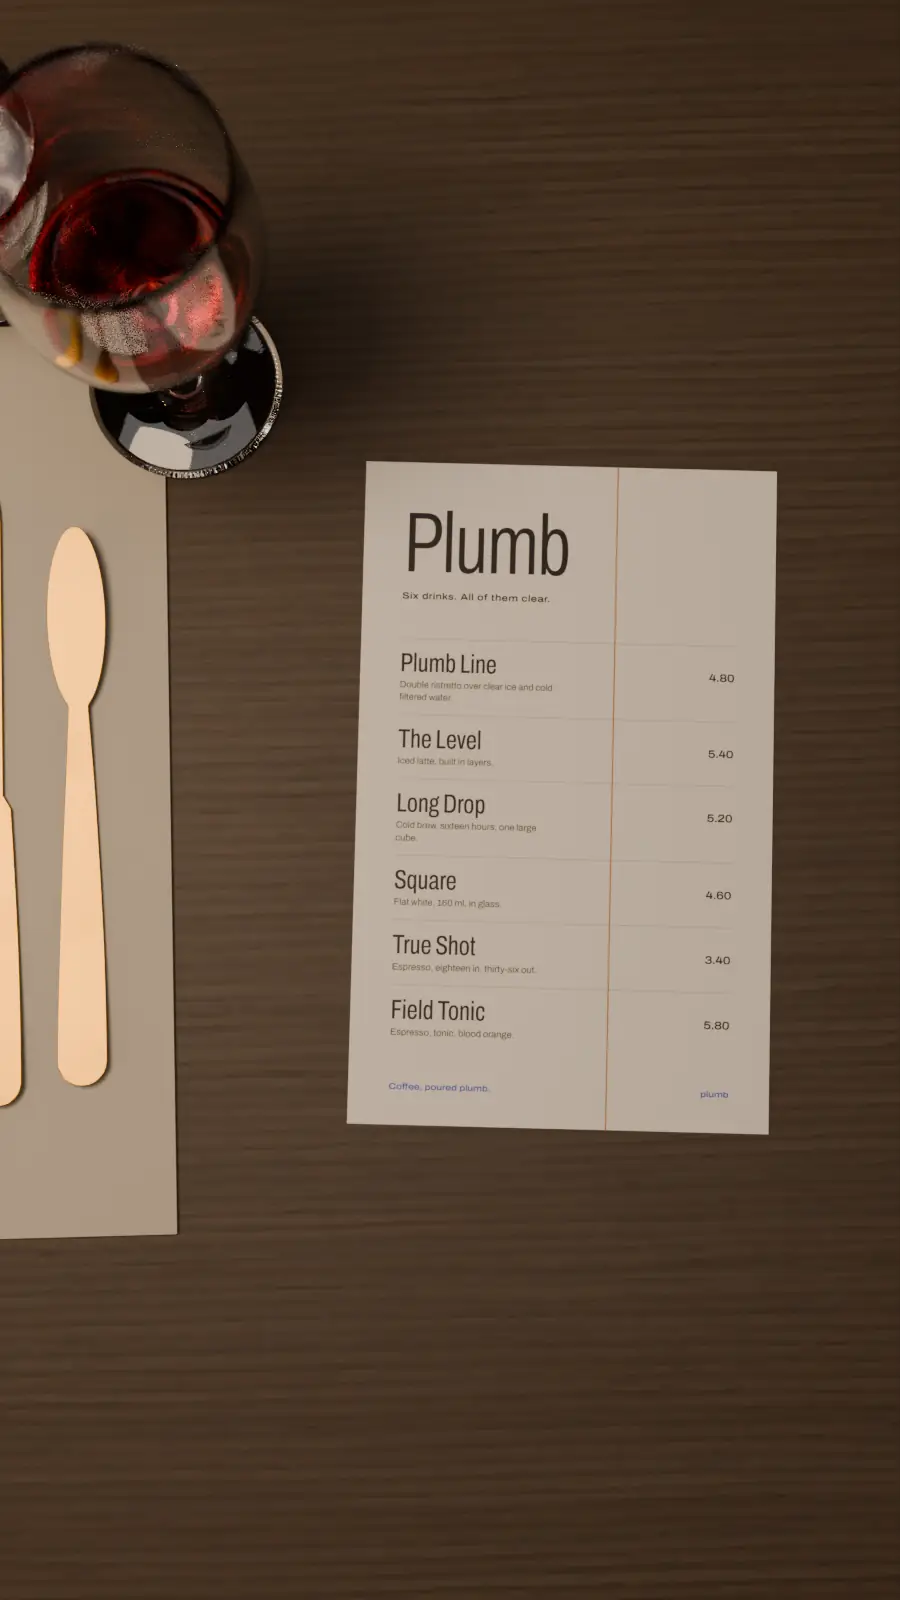 Plumb
Six drinks. All of them clear.
Plumb Line
4.80
Double ristretto over clear ice and cold
filtered water.
The Level
5.40
Iced latte, built in layers.
Long Drop
5.20
Cold brew, sixteen hours, one large
cube.
Square
4.60
Flat white, 160 ml, in glass.
True Shot
3.40
Espresso, eighteen in, thirty-six out.
Field Tonic
5.80
Espresso, tonic, blood orange.
Coffee, poured plumb.
plumb